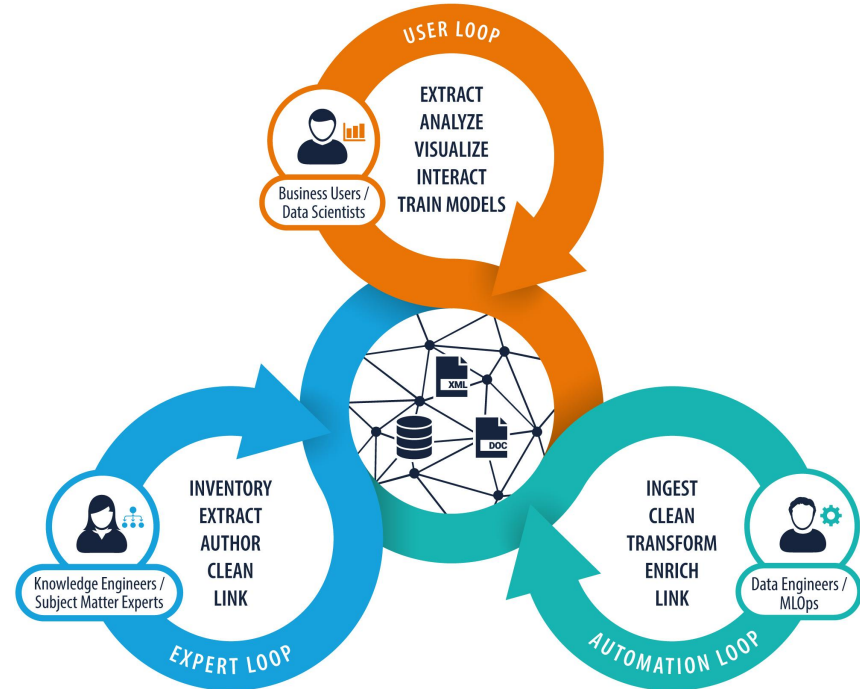 USER LOOP
EXTRACT
ANALYZE
VISUALIZE
INTERACT
TRAIN MODELS
Business Users /
Data Scientists
XML
DOC
INVENTORY
EXTRACT
AUTHOR
CLEAN
LINK
Knowledge Engineers /
Subject Matter Experts
EXPERT LOOP
INGEST
CLEAN
TRANSFORM
ENRICH
LINK
Data Engineers /
MLOps
AUTOMATION LOOP